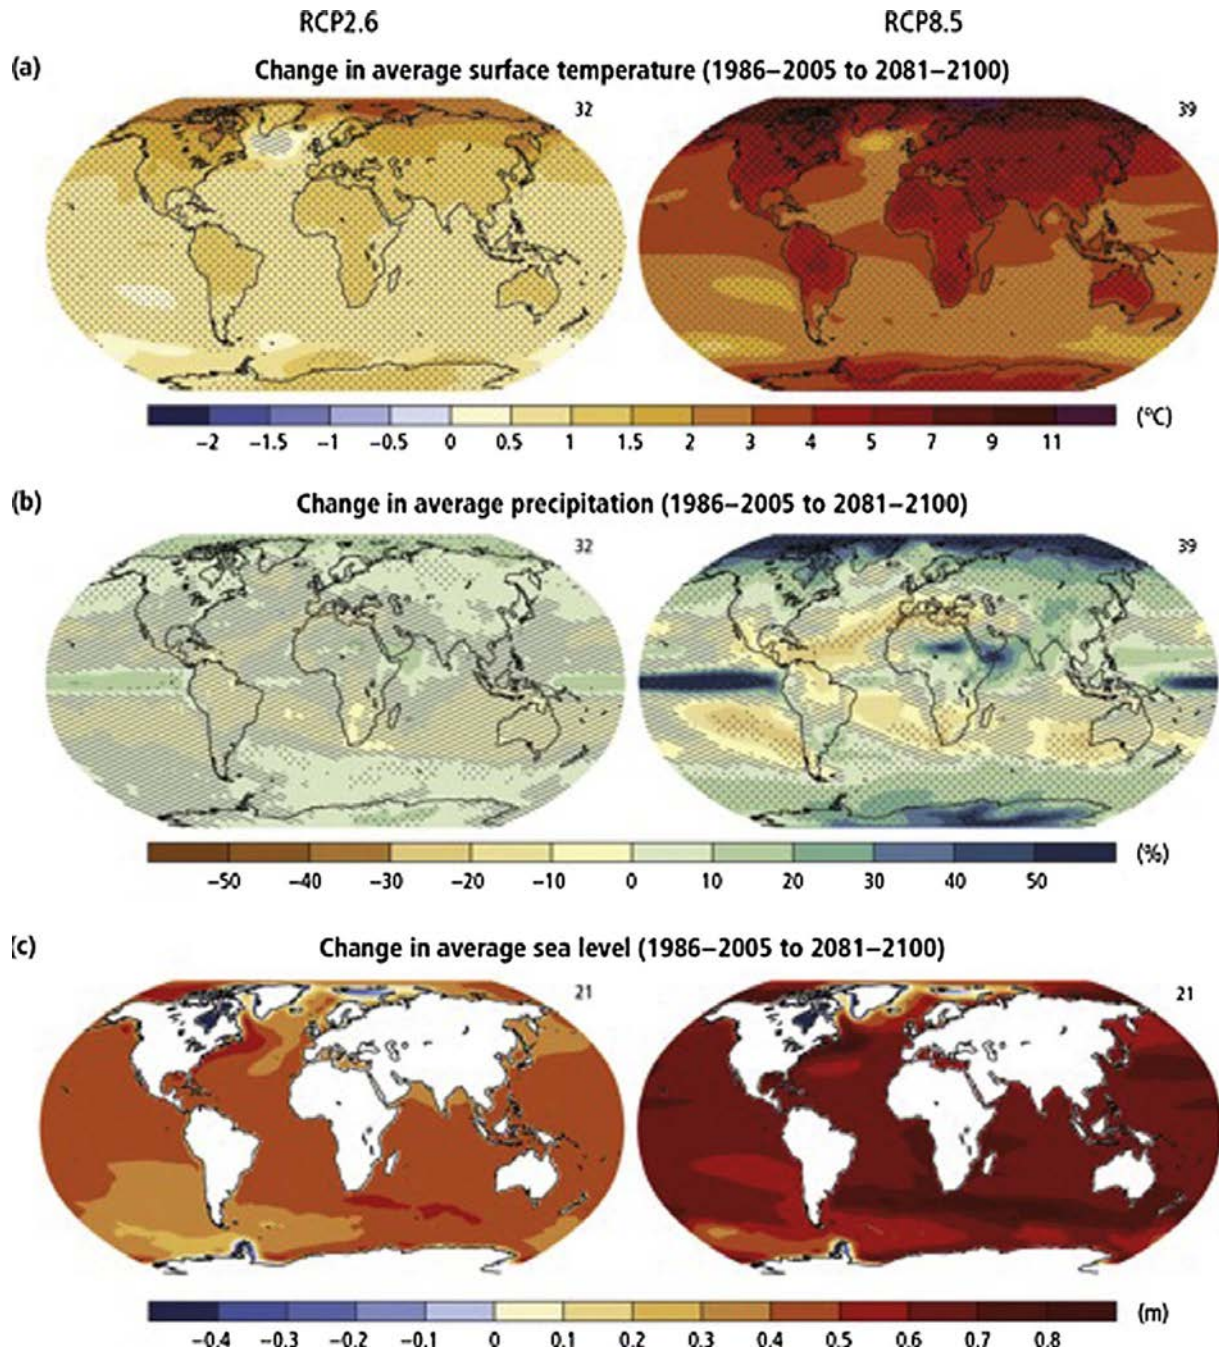 RCP2.6 RCP8.5
(a) Change in average surface temperature (1986–2005 to 2081–2100)
32 39
−2 −1.5 −1 −0.5 0 0.5 1 1.5 2 3 4 5 7 9 11 (°C)
(b) Change in average precipitation (1986–2005 to 2081–2100)
32 39
−50 −40 −30 −20 −10 0 10 20 30 40 50 (%)
(c) Change in average sea level (1986–2005 to 2081–2100)
21 21
−0.4 −0.3 −0.2 −0.1 0 0.1 0.2 0.3 0.4 0.5 0.6 0.7 0.8 (m)